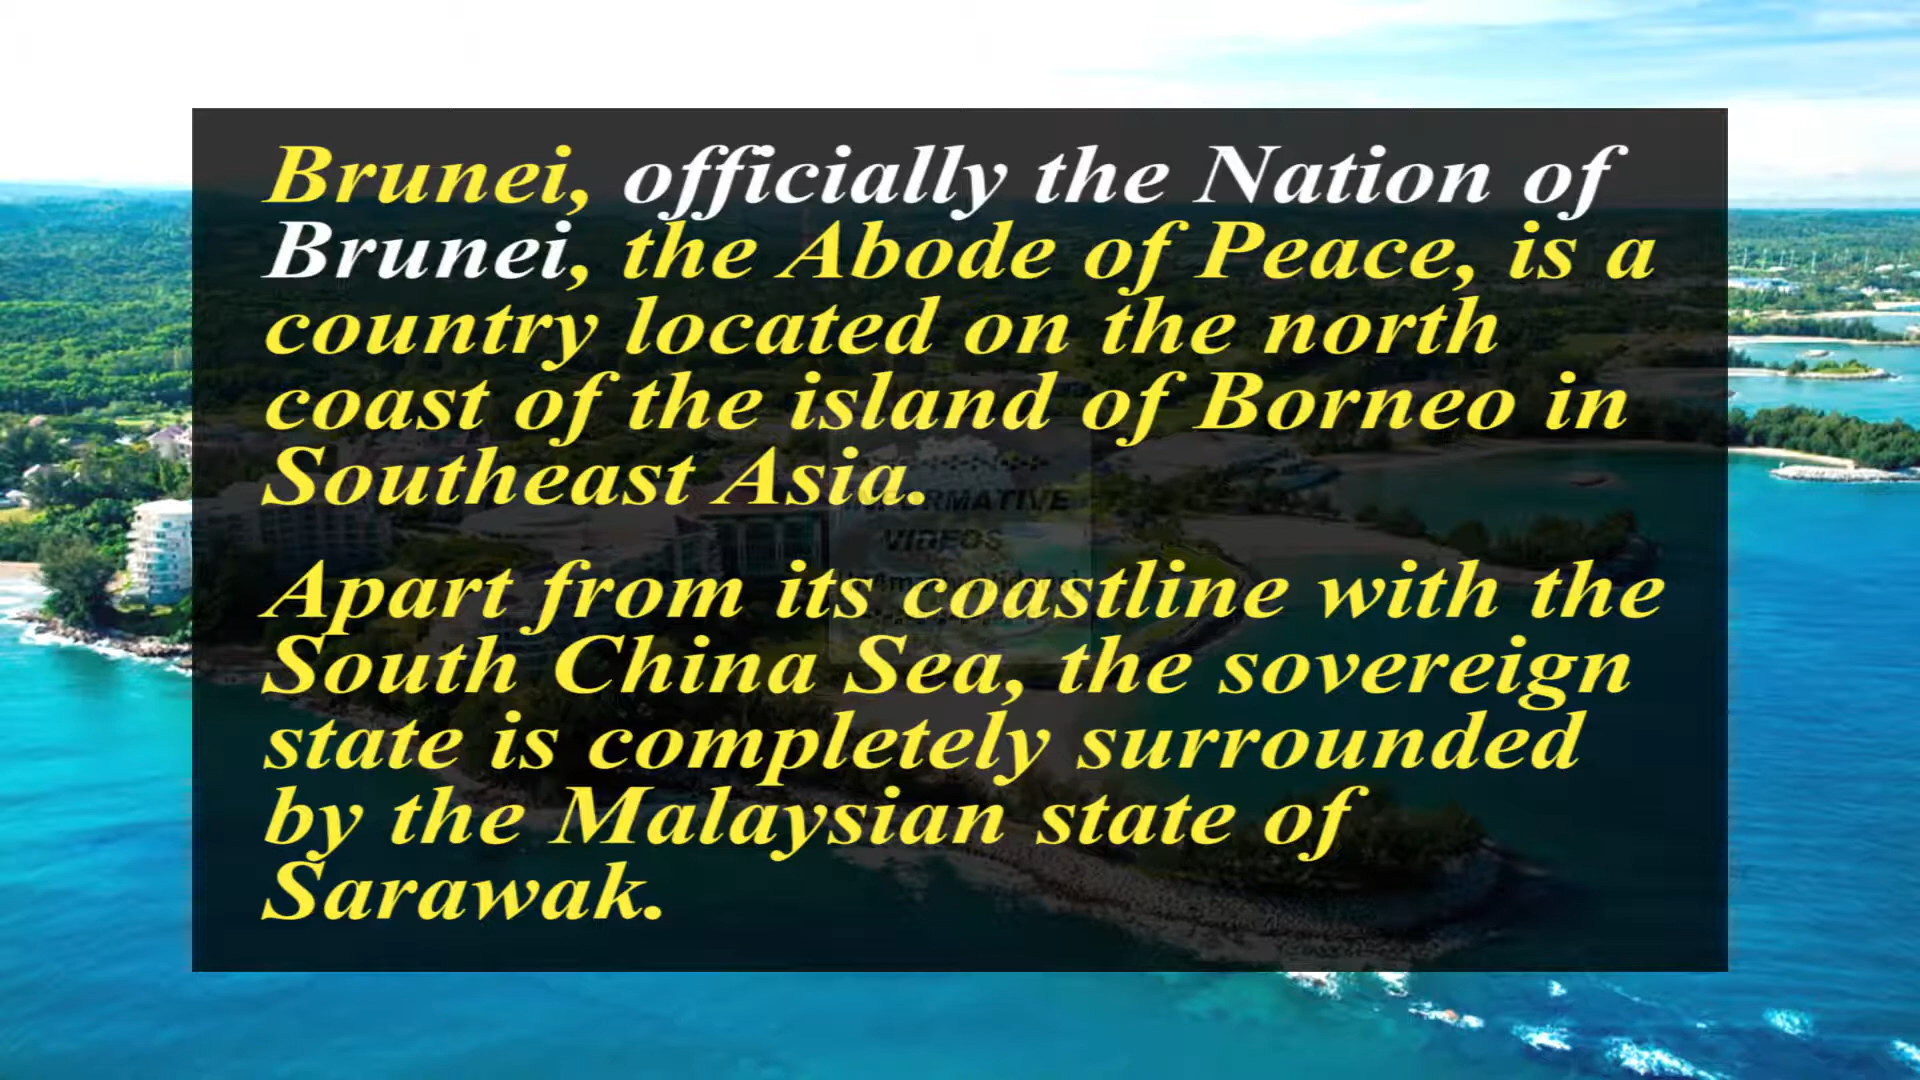 Brunei, officially the Nation of
Brunei, the Abode of Peace, is a
country located on the north
coast of the island of Borneo in
Southeast Asia.
INFORMATIVE
VIDEOS
Apart from its coastline with the
South China Sea, the sovereign
state is completely surrounded
by the Malaysian state of
Sarawak.